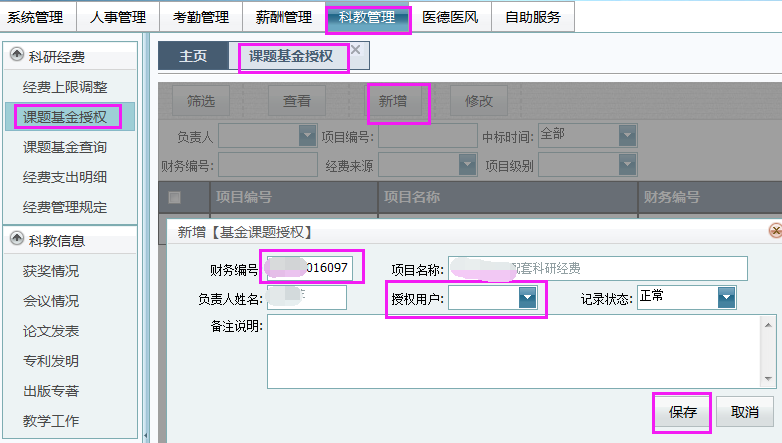 系统管理 人事管理 考勤管理 薪酬管理 科教管理 医德医风 自助服务
科研经费
经费上限调整
课题基金授权
课题基金查询
经费支出明细
经费管理规定
科教信息
获奖情况
会议情况
论文发表
专利发明
出版专著
教学工作
主页 课题基金授权
筛选 查看 新增 修改
负责人 项目编号: 中标时间: 全部
财务编号: 经费来源 项目级别
项目编号 项目名称 财务编号
新增【基金课题授权】
财务编号 016097 项目名称: 配套科研经费
负责人姓名: 授权用户: 记录状态: 正常
备注说明:
保存 取消